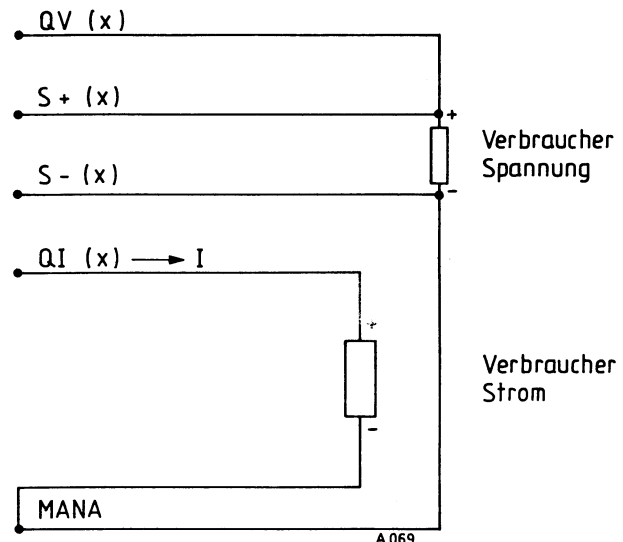 QV (x)
S+ (x)
+
Verbraucher
Spannung
S- (x)
-
QI (x) → I
+
Verbraucher
Strom
-
MANA
A 069